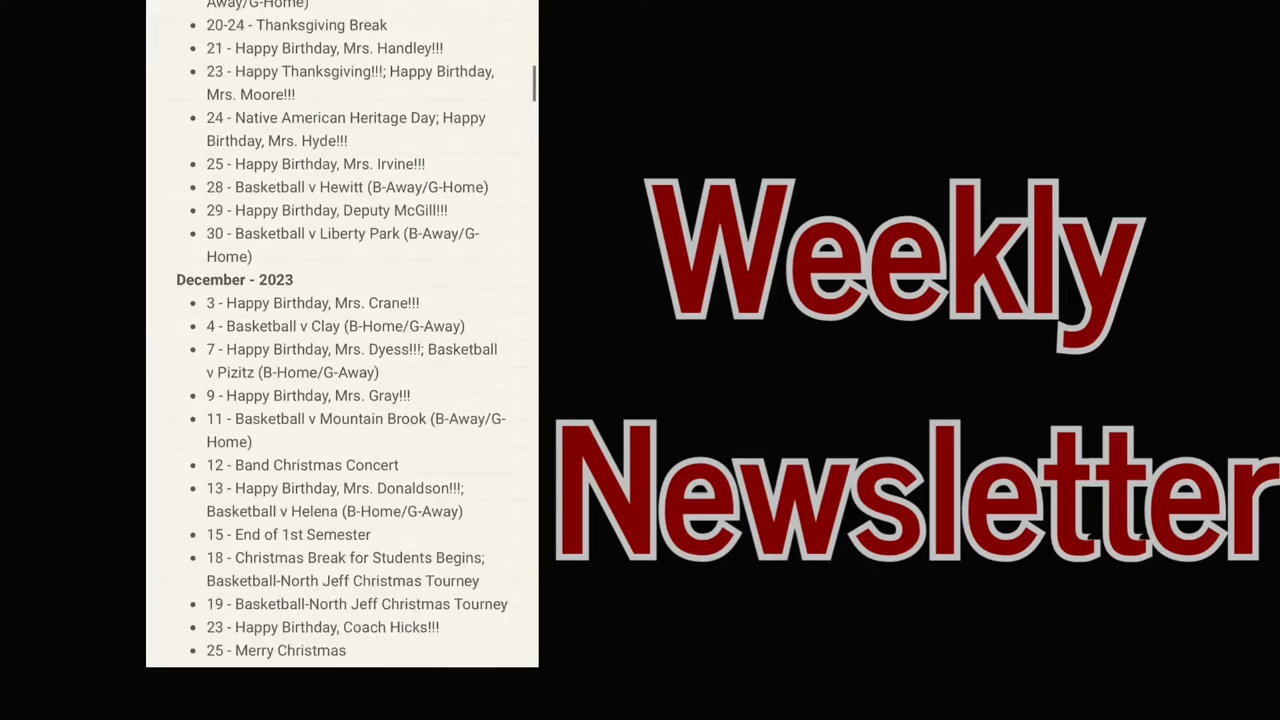 Away/G-Home)
• 20-24 - Thanksgiving Break
• 21 - Happy Birthday, Mrs. Handley!!!
• 23 - Happy Thanksgiving!!!; Happy Birthday,
Mrs. Moore!!!
• 24 - Native American Heritage Day; Happy
Birthday, Mrs. Hyde!!!
• 25 - Happy Birthday, Mrs. Irvine!!!
• 28 - Basketball v Hewitt (B-Away/G-Home)
• 29 - Happy Birthday, Deputy McGill!!!
• 30 - Basketball v Liberty Park (B-Away/G-
Home)
December - 2023
• 3 - Happy Birthday, Mrs. Crane!!!
• 4 - Basketball v Clay (B-Home/G-Away)
• 7 - Happy Birthday, Mrs. Dyess!!!; Basketball
v Pizitz (B-Home/G-Away)
• 9 - Happy Birthday, Mrs. Gray!!!
• 11 - Basketball v Mountain Brook (B-Away/G-
Home)
• 12 - Band Christmas Concert
• 13 - Happy Birthday, Mrs. Donaldson!!!;
Basketball v Helena (B-Home/G-Away)
• 15 - End of 1st Semester
• 18 - Christmas Break for Students Begins;
Basketball-North Jeff Christmas Tourney
• 19 - Basketball-North Jeff Christmas Tourney
• 23 - Happy Birthday, Coach Hicks!!!
• 25 - Merry Christmas
Weekly
Newsletter